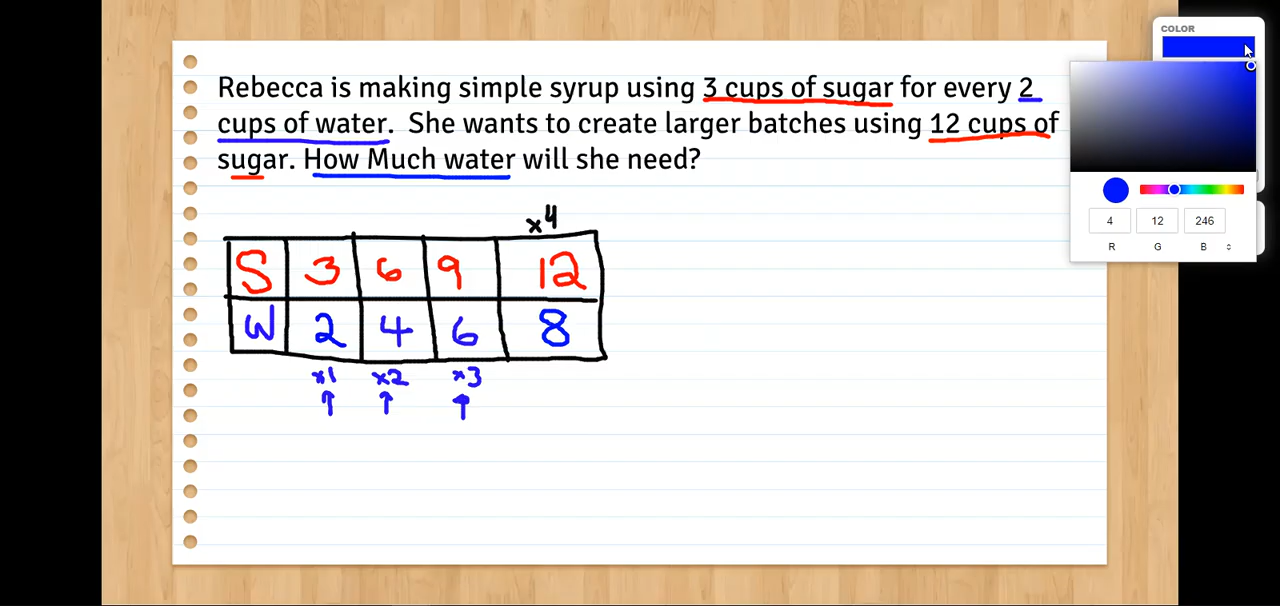 COLOR
Rebecca is making simple syrup using 3 cups of sugar for every 2
cups of water. She wants to create larger batches using 12 cups of
sugar. How Much water will she need?
4 12 246
R G B
x4
S 3 6 9 12
W 2 4 6 8
x1 x2 x3